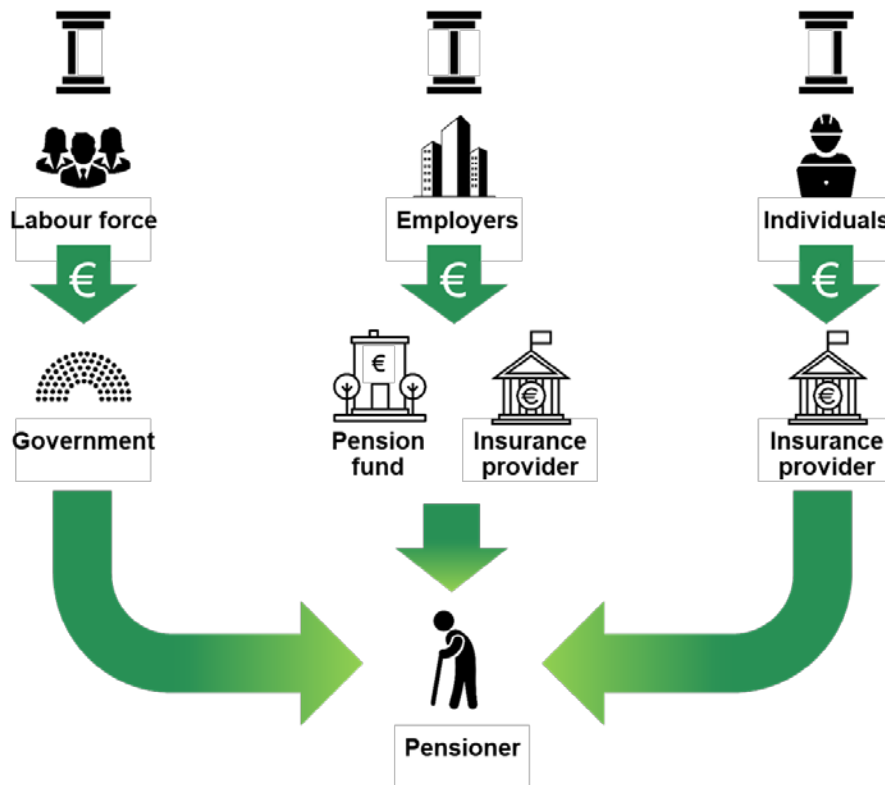 Labour force
Employers
Individuals
€
€
€
€
€
€
Government
Pension
fund
Insurance
provider
Insurance
provider
Pensioner